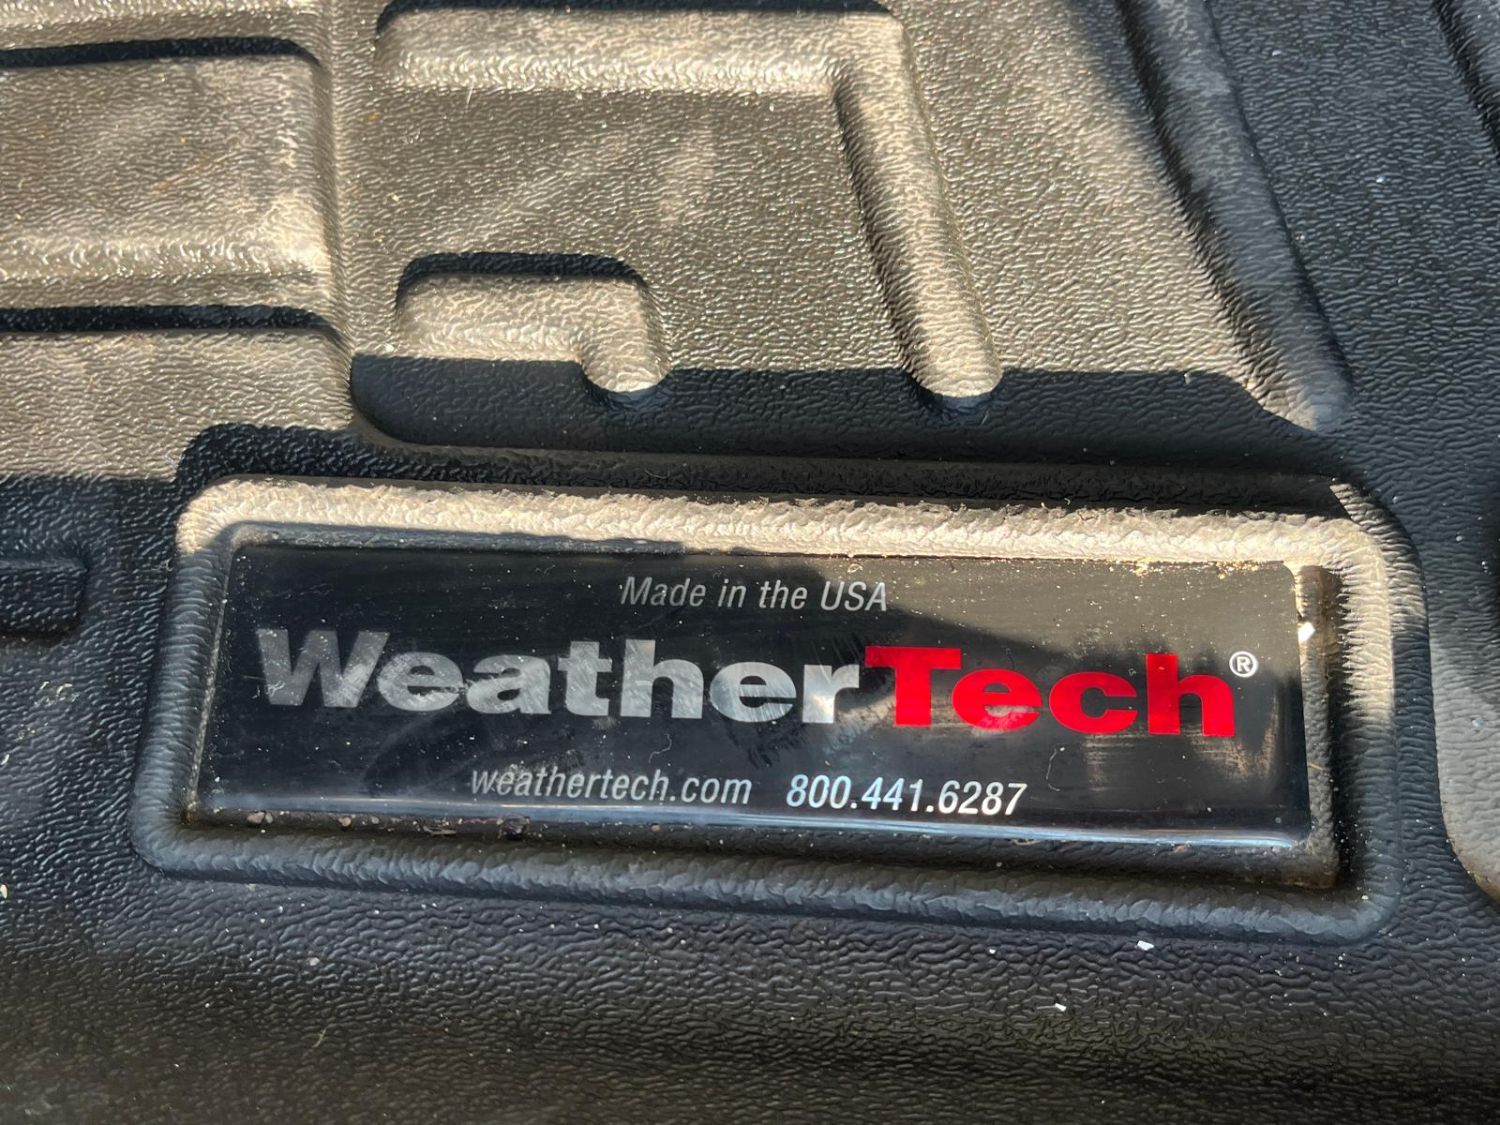 Made in the USA
WeatherTech®
weathertech.com 800.441.6287